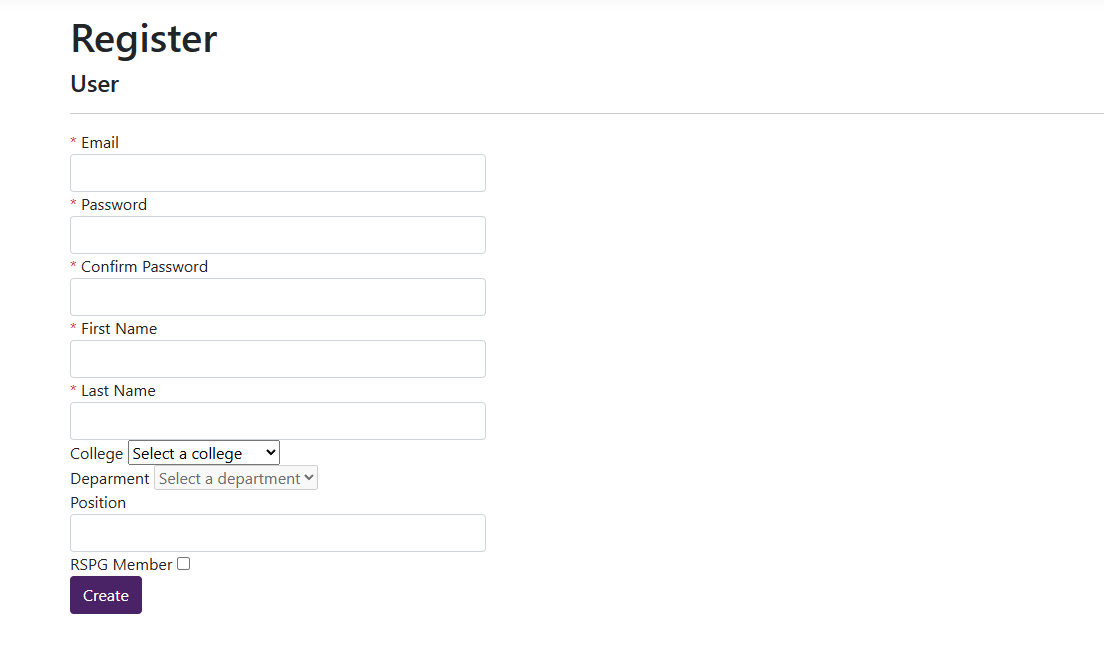 Register
User
* Email
* Password
* Confirm Password
* First Name
* Last Name
College Select a college
Deparment Select a department
Position
RSPG Member
Create